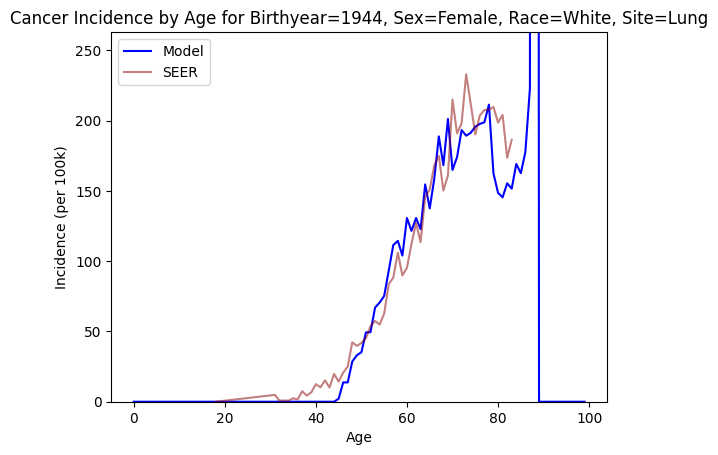 Cancer Incidence by Age for Birthyear=1944, Sex=Female, Race=White, Site=Lung
Model
SEER
Incidence (per 100k)
250
200
150
100
50
0
0 20 40 60 80 100
Age